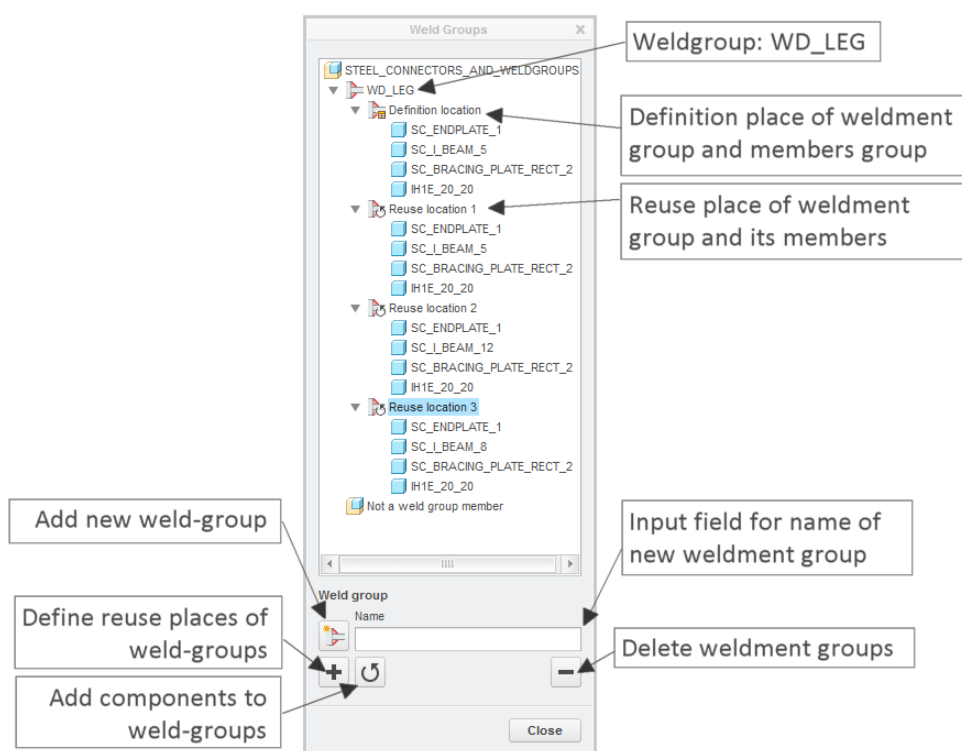 Weld Groups
Weldgroup: WD_LEG
STEEL_CONNECTORS_AND_WELDGROUPS
WD_LEG
Definition location
Definition place of weldment
group and members group
SC_ENDPLATE_1
SC_I_BEAM_5
SC_BRACING_PLATE_RECT_2
IH1E_20_20
Reuse location 1
Reuse place of weldment
group and its members
SC_ENDPLATE_1
SC_I_BEAM_5
SC_BRACING_PLATE_RECT_2
IH1E_20_20
Reuse location 2
SC_ENDPLATE_1
SC_I_BEAM_12
SC_BRACING_PLATE_RECT_2
IH1E_20_20
Reuse location 3
SC_ENDPLATE_1
SC_I_BEAM_8
SC_BRACING_PLATE_RECT_2
IH1E_20_20
Not a weld group member
Add new weld-group
Input field for name of
new weldment group
Weld group
Name
Define reuse places of
weld-groups
Delete weldment groups
Add components to
weld-groups
Close